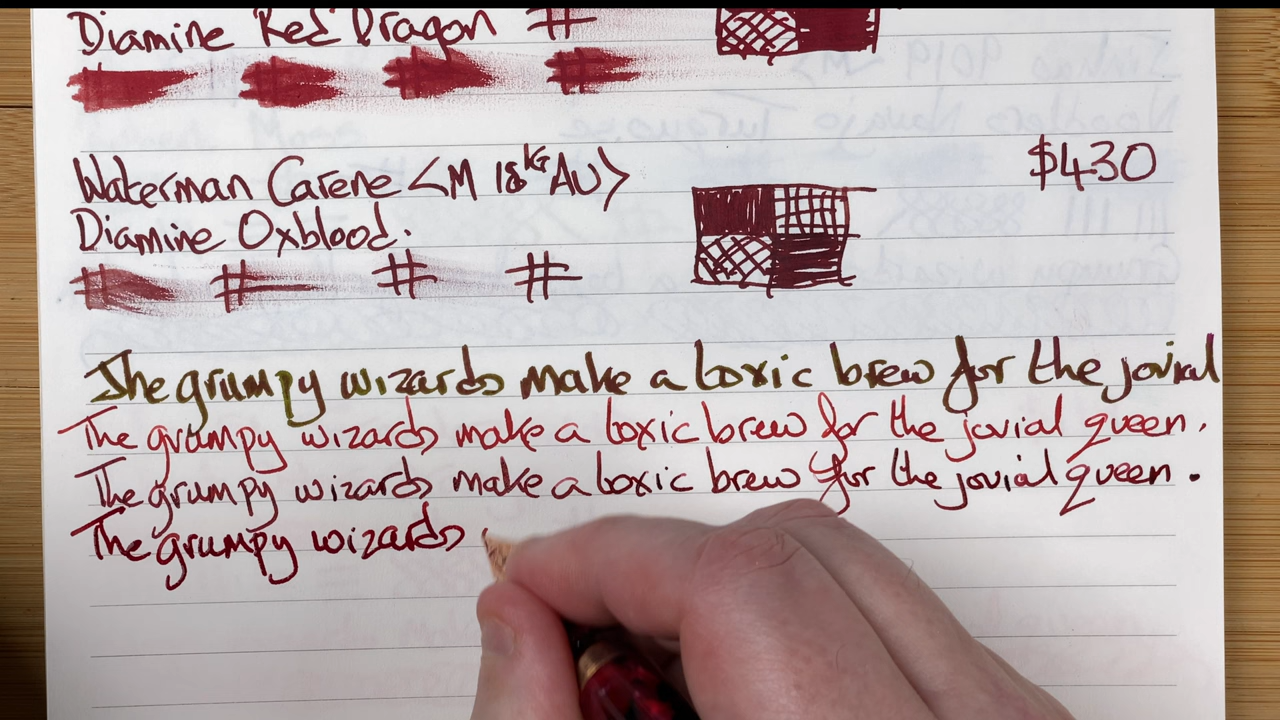 Diamine Red Dragon #
Waterman Carene <M 18KG AU> $430
Diamine Oxblood.
# # # #
The grumpy wizards make a toxic brew for the jovial
The grumpy wizards make a toxic brew for the jovial queen.
The grumpy wizards make a toxic brew for the jovial queen.
The grumpy wizards